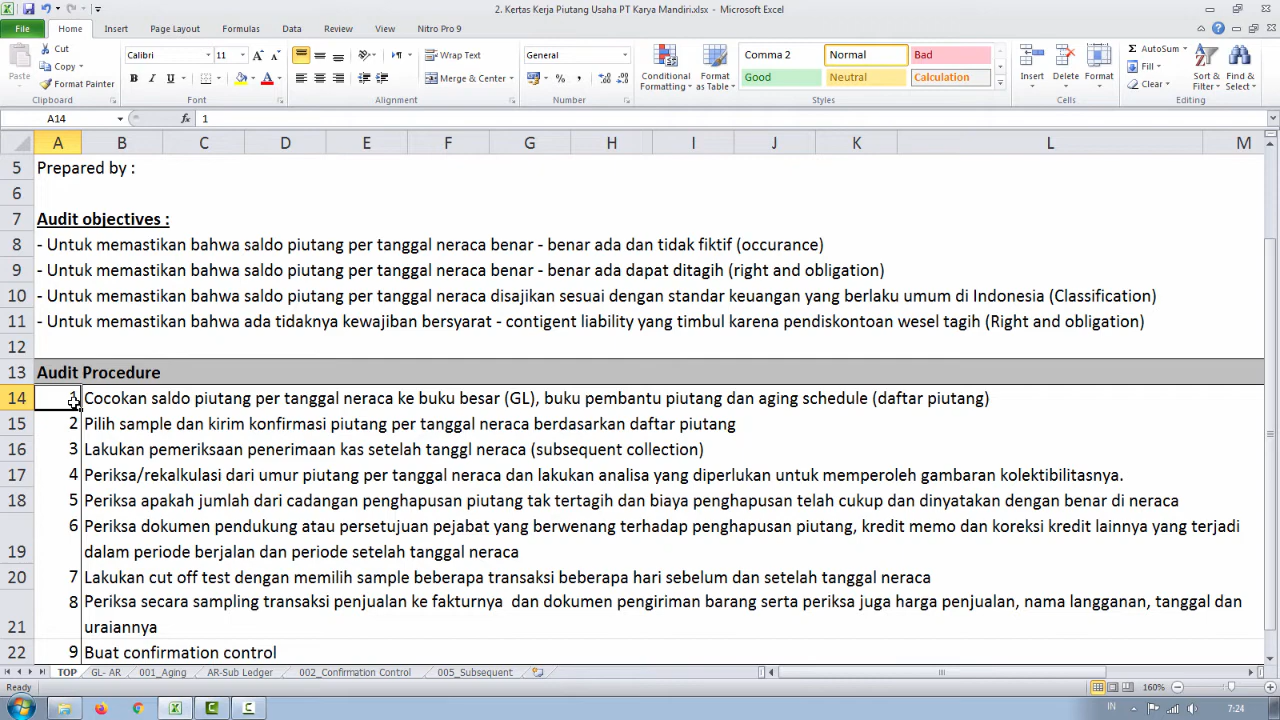 2. Kertas Kerja Piutang Usaha PT Karya Mandiri.xlsx - Microsoft Excel
File Home Insert Page Layout Formulas Data Review View Nitro Pro 9
Paste Cut Copy Format Painter
Calibri 11 Wrap Text General
B I U Merge & Center % ,
Conditional Formatting Format as Table
Comma 2 Normal Bad
Good Neutral Calculation
Insert Delete Format
AutoSum Fill Clear Sort & Filter Find & Select
Clipboard Font Alignment Number Styles Cells Editing
A14 fx 1
A B C D E F G H I J K L M
5 Prepared by :
6
7 Audit objectives :
8 - Untuk memastikan bahwa saldo piutang per tanggal neraca benar - benar ada dan tidak fiktif (occurance)
9 - Untuk memastikan bahwa saldo piutang per tanggal neraca benar - benar ada dapat ditagih (right and obligation)
10 - Untuk memastikan bahwa saldo piutang per tanggal neraca disajikan sesuai dengan standar keuangan yang berlaku umum di Indonesia (Classification)
11 - Untuk memastikan bahwa ada tidaknya kewajiban bersyarat - contigent liability yang timbul karena pendiskontoan wesel tagih (Right and obligation)
12
13 Audit Procedure
14 1 Cocokan saldo piutang per tanggal neraca ke buku besar (GL), buku pembantu piutang dan aging schedule (daftar piutang)
15 2 Pilih sample dan kirim konfirmasi piutang per tanggal neraca berdasarkan daftar piutang
16 3 Lakukan pemeriksaan penerimaan kas setelah tanggl neraca (subsequent collection)
17 4 Periksa/rekalkulasi dari umur piutang per tanggal neraca dan lakukan analisa yang diperlukan untuk memperoleh gambaran kolektibilitasnya.
18 5 Periksa apakah jumlah dari cadangan penghapusan piutang tak tertagih dan biaya penghapusan telah cukup dan dinyatakan dengan benar di neraca
6 Periksa dokumen pendukung atau persetujuan pejabat yang berwenang terhadap penghapusan piutang, kredit memo dan koreksi kredit lainnya yang terjadi
19 dalam periode berjalan dan periode setelah tanggal neraca
20 7 Lakukan cut off test dengan memilih sample beberapa transaksi beberapa hari sebelum dan setelah tanggal neraca
8 Periksa secara sampling transaksi penjualan ke fakturnya dan dokumen pengiriman barang serta periksa juga harga penjualan, nama langganan, tanggal dan
21 uraiannya
22 9 Buat confirmation control
TOP GL- AR 001_Aging AR-Sub Ledger 002_Confirmation Control 005_Subsequent
Ready 160%
IN 7:24